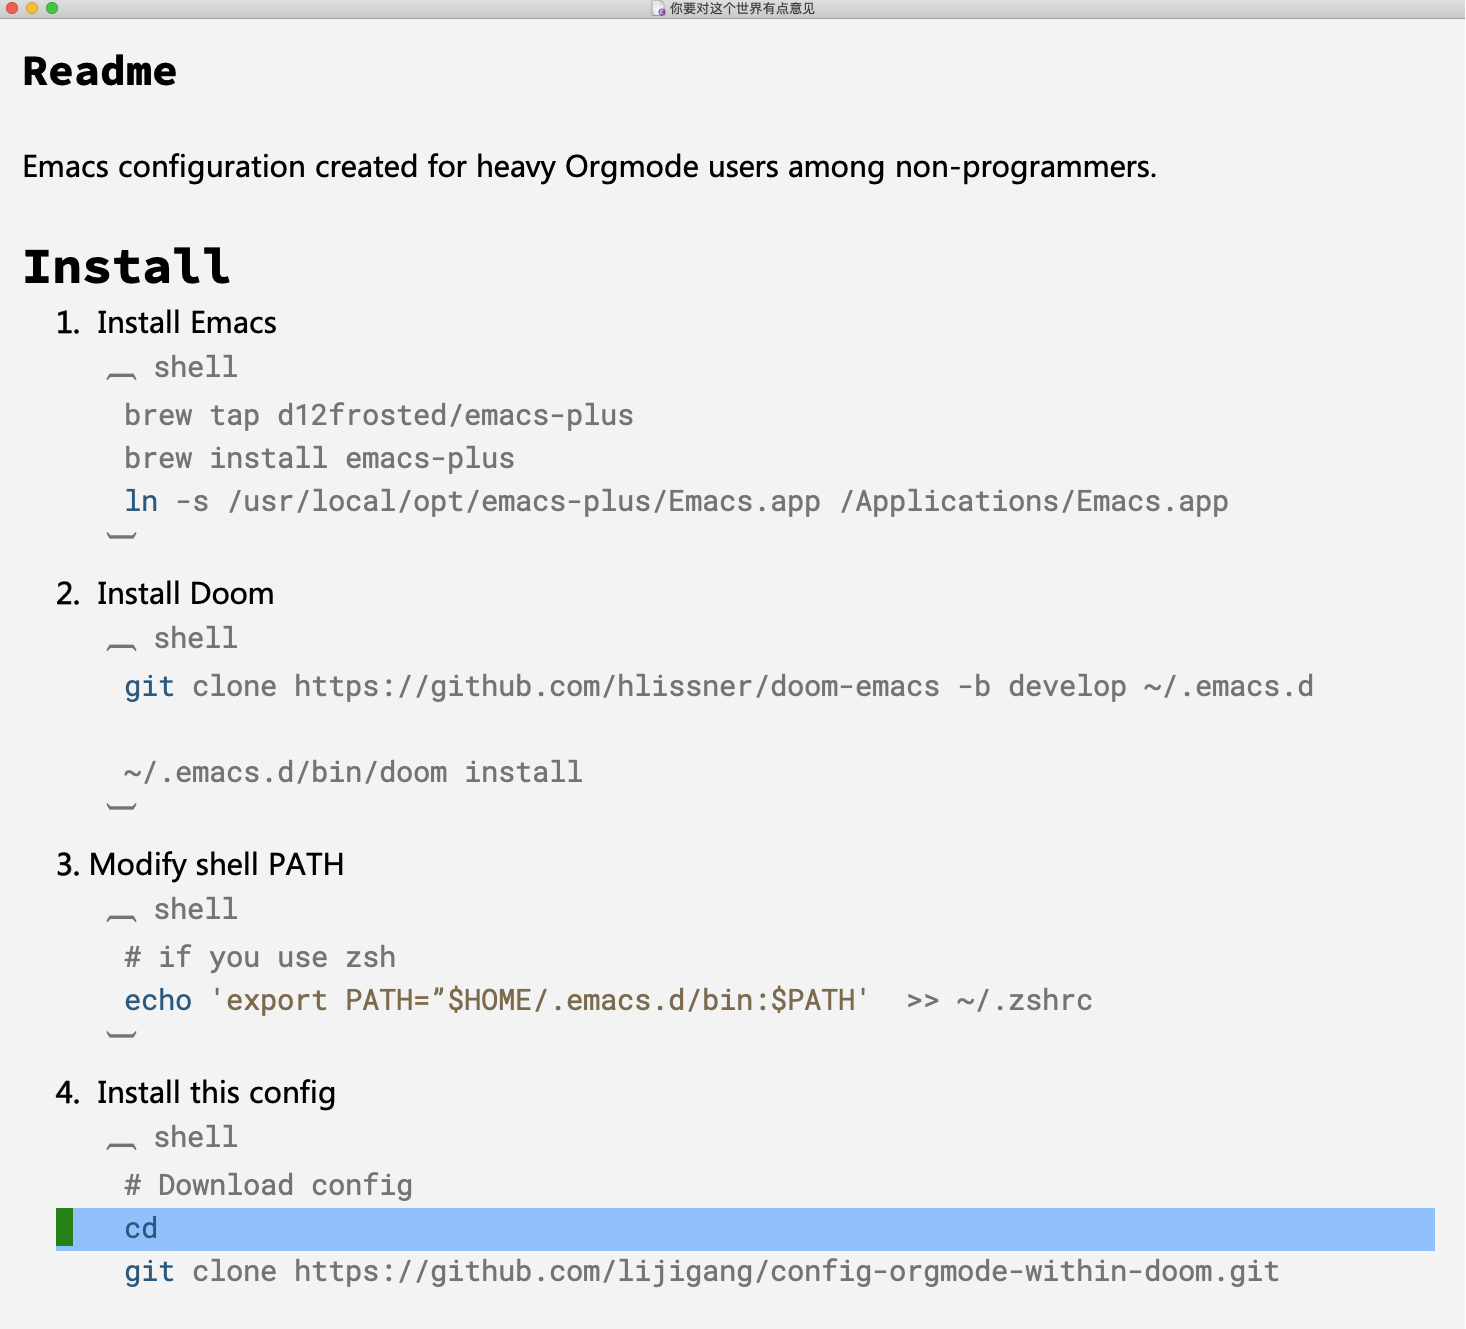 你要对这个世界有点意见
Readme
Emacs configuration created for heavy Orgmode users among non-programmers.
Install
1. Install Emacs
shell
brew tap d12frosted/emacs-plus
brew install emacs-plus
ln -s /usr/local/opt/emacs-plus/Emacs.app /Applications/Emacs.app
2. Install Doom
shell
git clone https://github.com/hlissner/doom-emacs -b develop ~/.emacs.d
~/.emacs.d/bin/doom install
3. Modify shell PATH
shell
# if you use zsh
echo 'export PATH=”$HOME/.emacs.d/bin:$PATH' >> ~/.zshrc
4. Install this config
shell
# Download config
cd
git clone https://github.com/lijigang/config-orgmode-within-doom.git